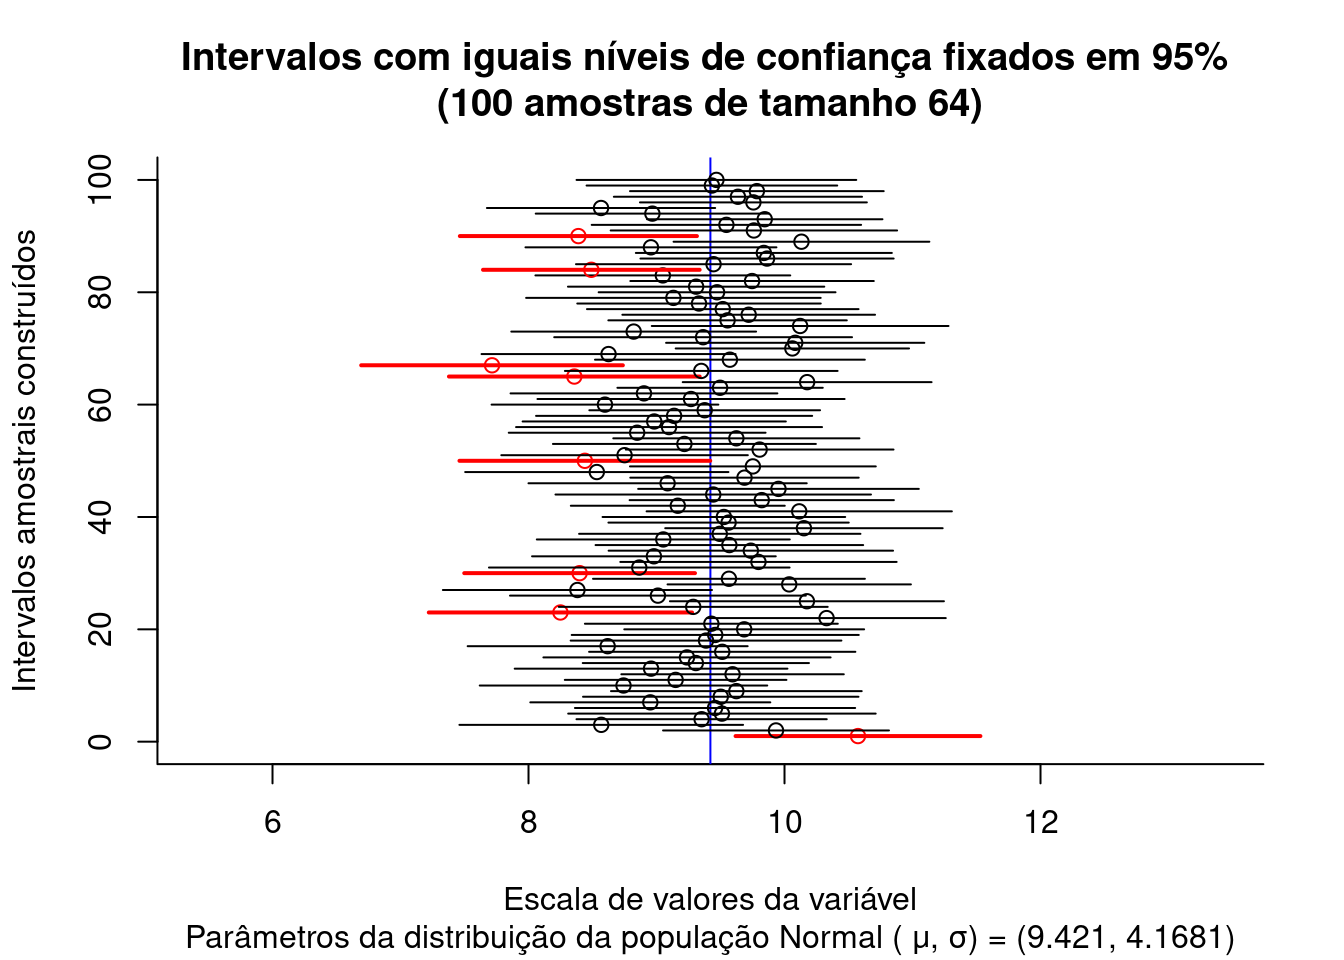 Intervalos com iguais níveis de confiança fixados em 95%
(100 amostras de tamanho 64)
Intervalos amostrais construídos
100
80
60
40
20
0
6 8 10 12
Escala de valores da variável
Parâmetros da distribuição da população Normal ( μ, σ) = (9.421, 4.1681)